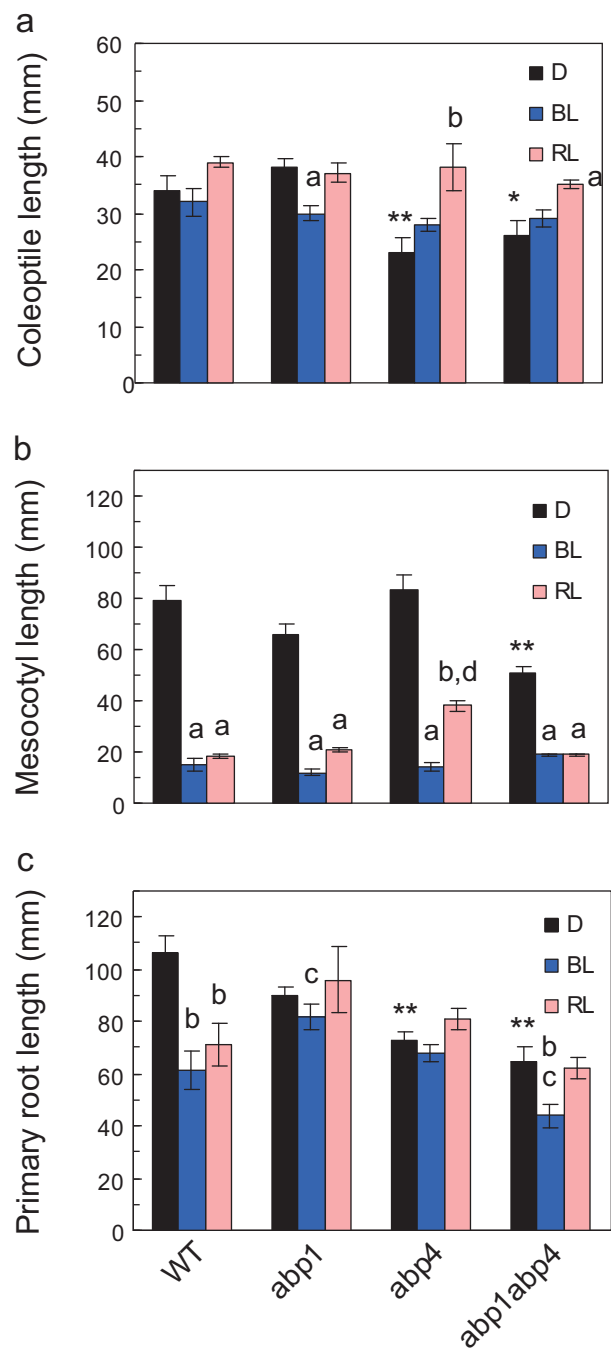 a
Coleoptile length (mm)
60
50
40
30
20
10
0
D
BL
RL
a
**
b
*
a
b
Mesocotyl length (mm)
120
100
80
60
40
20
0
D
BL
RL
a a
a a
a b,d
**
a a
c
Primary root length (mm)
120
100
80
60
40
20
0
D
BL
RL
b b
c
**
**
b
c
WT
abp1
abp4
abp1abp4